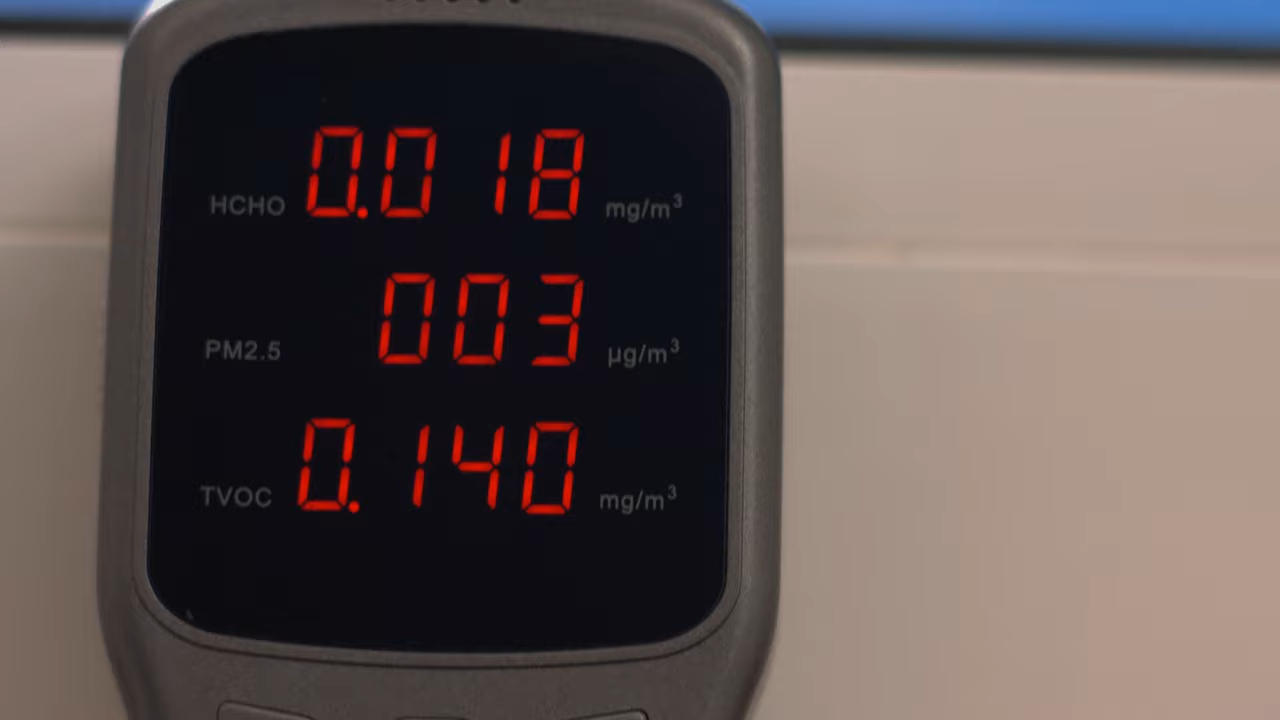 HCHO 0.018 mg/m³
PM2.5 003 μg/m³
TVOC 0.140 mg/m³